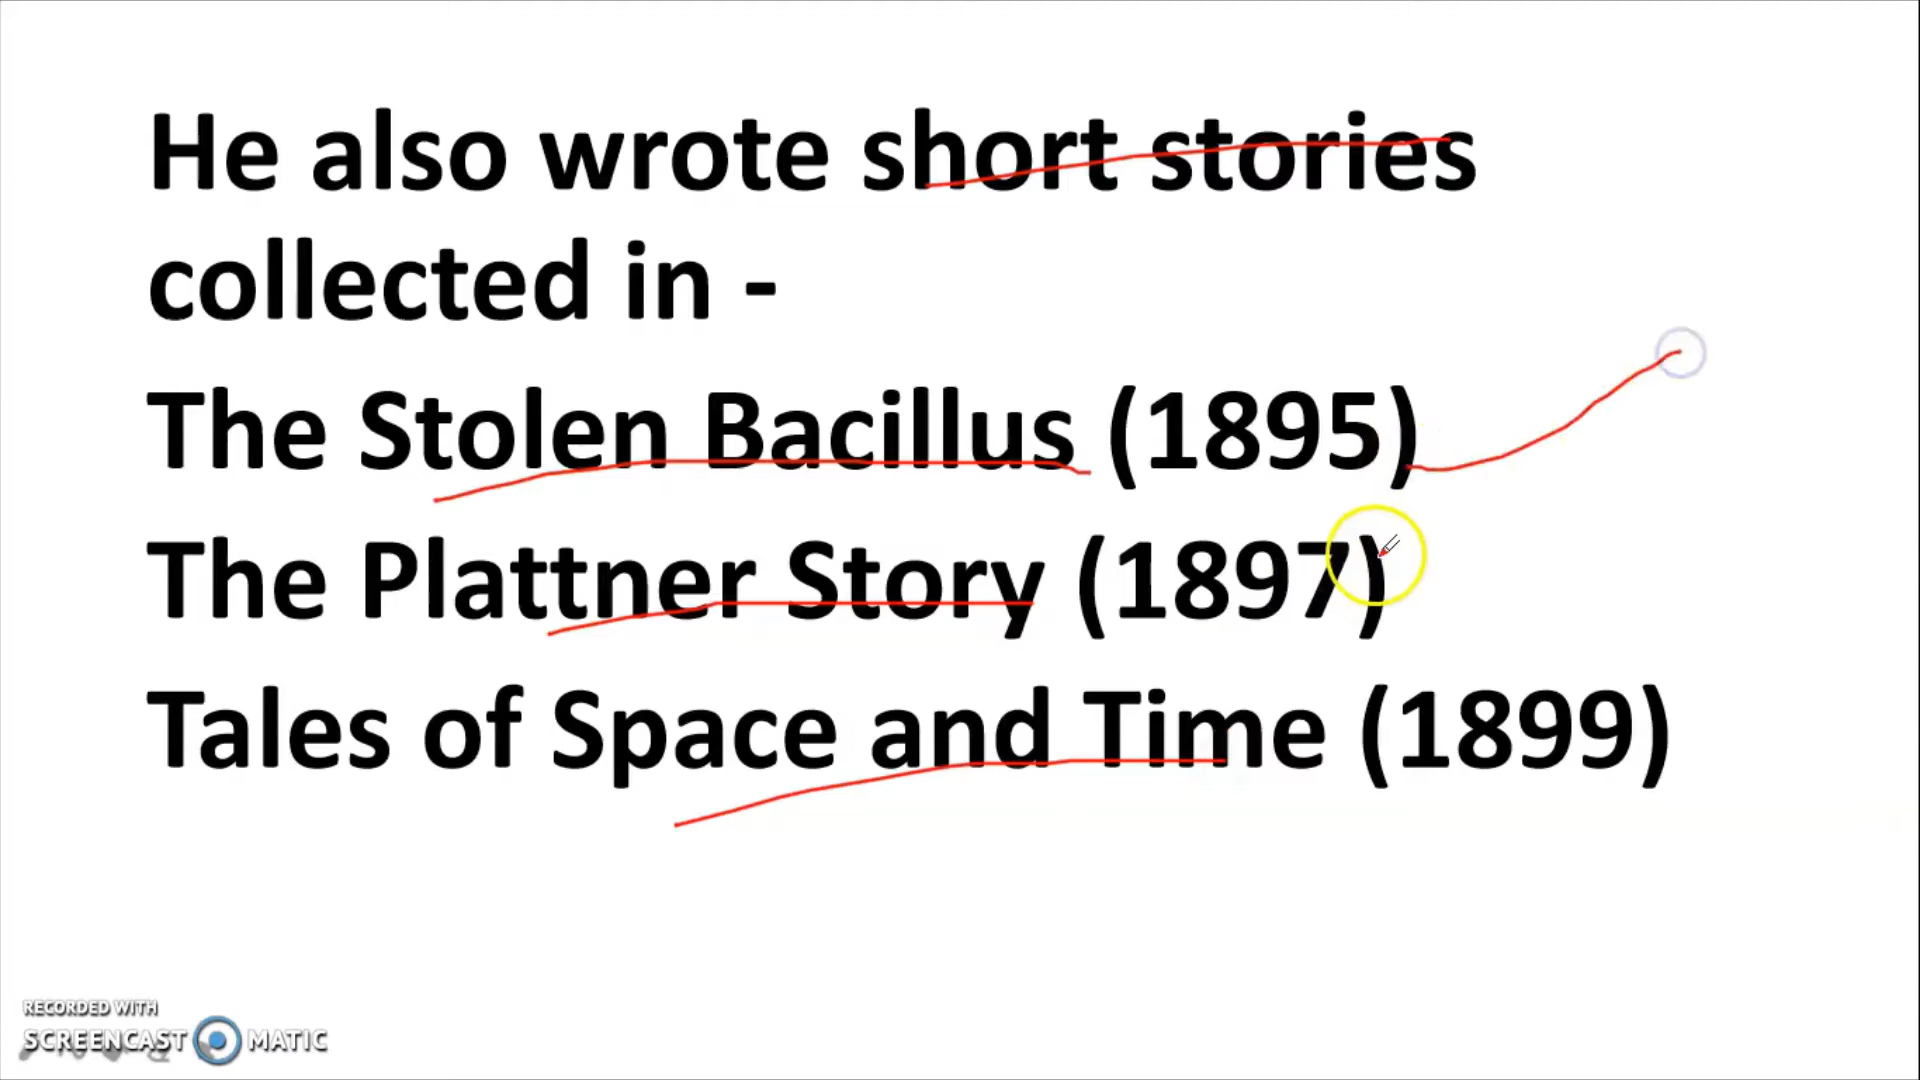 He also wrote short stories
collected in -
The Stolen Bacillus (1895)
The Plattner Story (1897)
Tales of Space and Time (1899)
RECORDED WITH
SCREENCAST MATIC